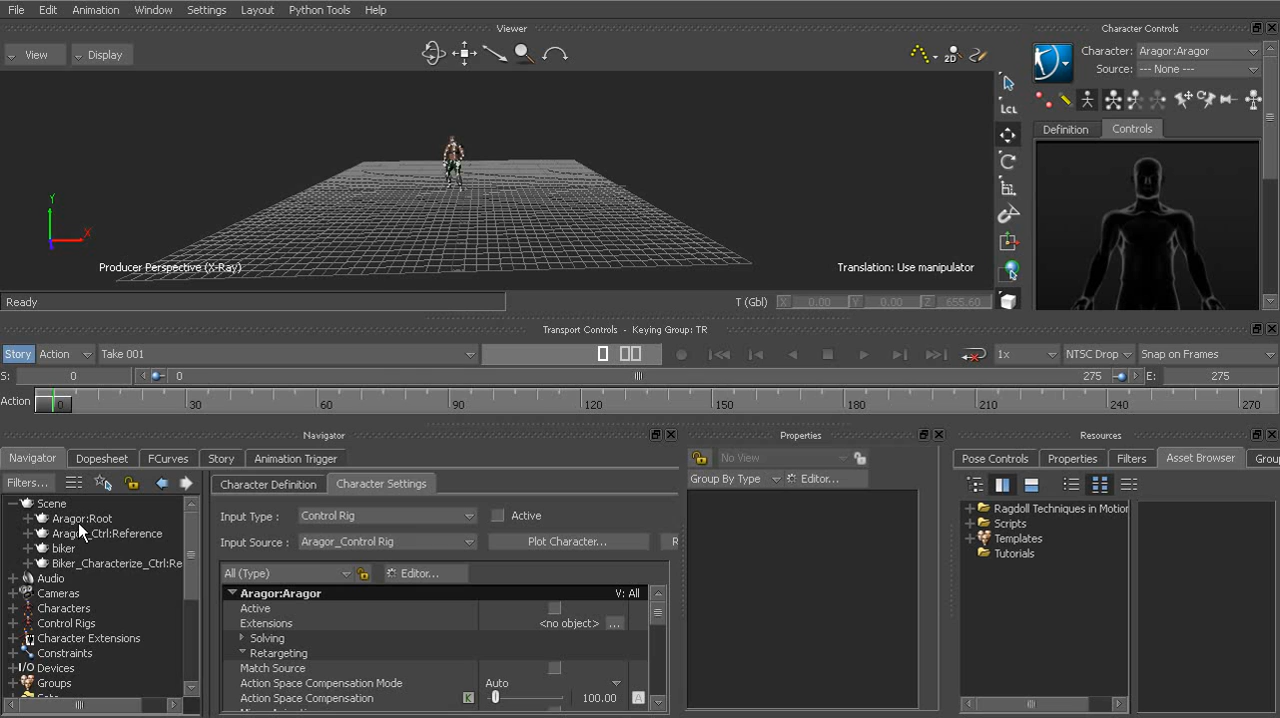 File Edit Animation Window Settings Layout Python Tools Help
Viewer
Character Controls
View Display
2D
Character: Aragor:Aragor
Source: --- None ---
LCL
Definition Controls
Y
X
Producer Perspective (X-Ray)
Translation: Use manipulator
Ready
T (Gbl) X 0.00 Y 0.00 Z 655.60
Transport Controls - Keying Group: TR
Story Action Take 001 1x NTSC Drop Snap on Frames
S: 0 0 275 E: 275
Action 0 30 60 90 120 150 180 210 240 270
Navigator
Properties
Resources
Navigator Dopesheet FCurves Story Animation Trigger
No View
Pose Controls Properties Filters Asset Browser Grou
Filters...
Character Definition Character Settings
Group By Type Editor...
Scene
Aragor:Root
Aragor_Ctrl:Reference
biker
Biker_Characterize_Ctrl:Re
Audio
Cameras
Characters
Control Rigs
Character Extensions
Constraints
I/O Devices
Groups
Input Type : Control Rig Active
Input Source : Aragor_Control Rig Plot Character... R
All (Type) Editor...
Aragor:Aragor V: All
Active
Extensions <no object> ...
Solving
Retargeting
Match Source
Action Space Compensation Mode Auto
Action Space Compensation K 100.00 A
Ragdoll Techniques in Motion
Scripts
Templates
Tutorials